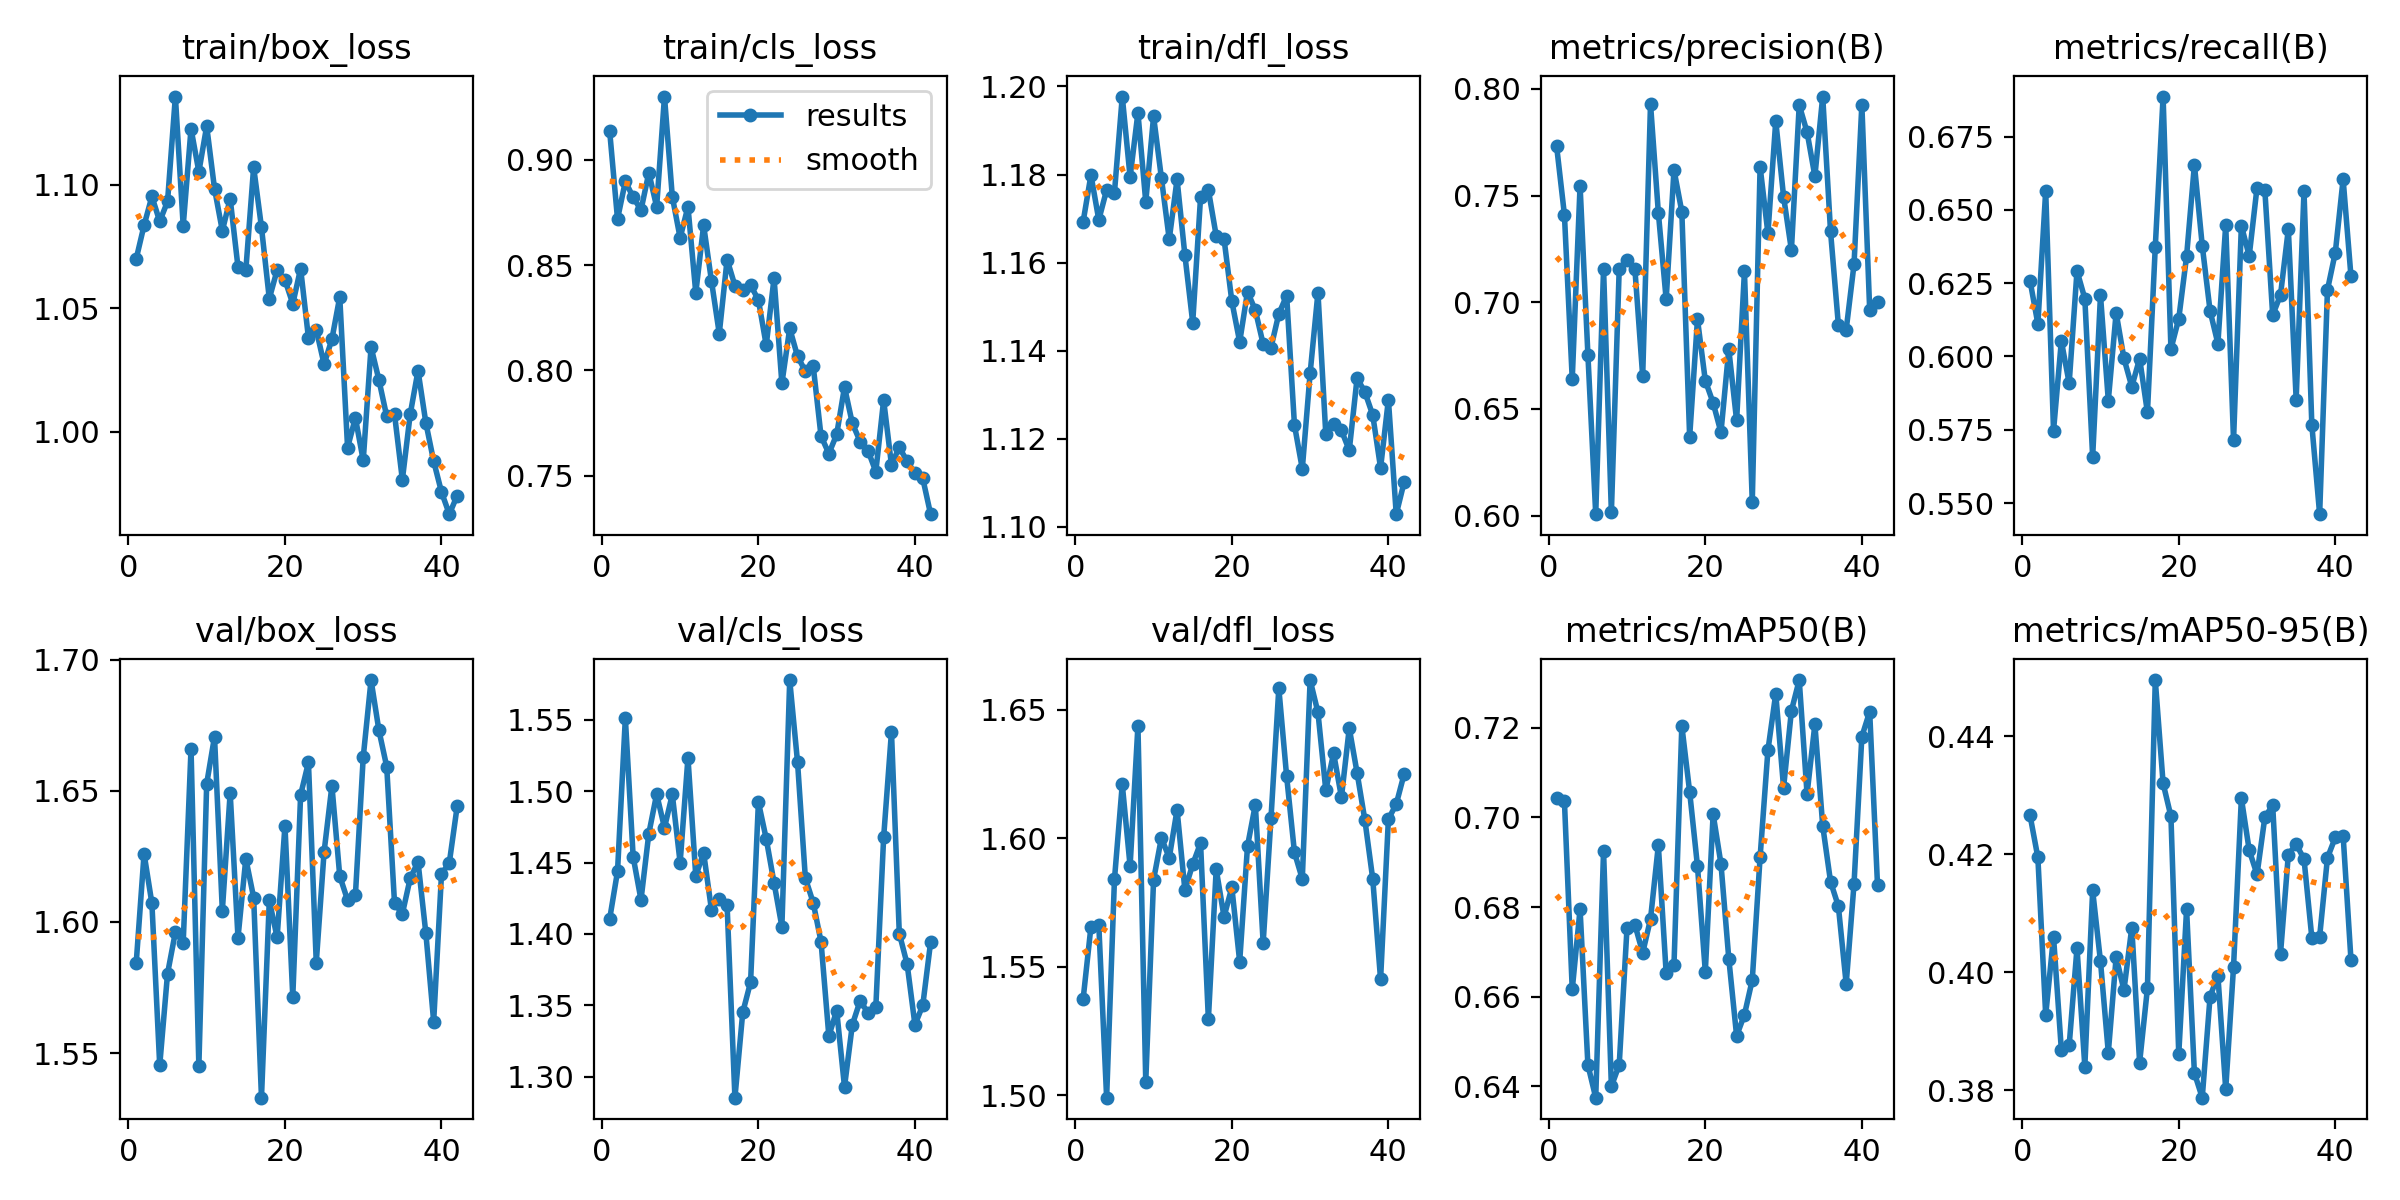 train/box_loss
train/cls_loss
train/dfl_loss
metrics/precision(B)
metrics/recall(B)
1.10
1.05
1.00
0 20 40
results
smooth
0.90
0.85
0.80
0.75
0 20 40
1.20
1.18
1.16
1.14
1.12
1.10
0 20 40
0.80
0.75
0.70
0.65
0.60
0 20 40
0.675
0.650
0.625
0.600
0.575
0.550
0 20 40
val/box_loss
val/cls_loss
val/dfl_loss
metrics/mAP50(B)
metrics/mAP50-95(B)
1.70
1.65
1.60
1.55
0 20 40
1.55
1.50
1.45
1.40
1.35
1.30
0 20 40
1.65
1.60
1.55
1.50
0 20 40
0.72
0.70
0.68
0.66
0.64
0 20 40
0.44
0.42
0.40
0.38
0 20 40